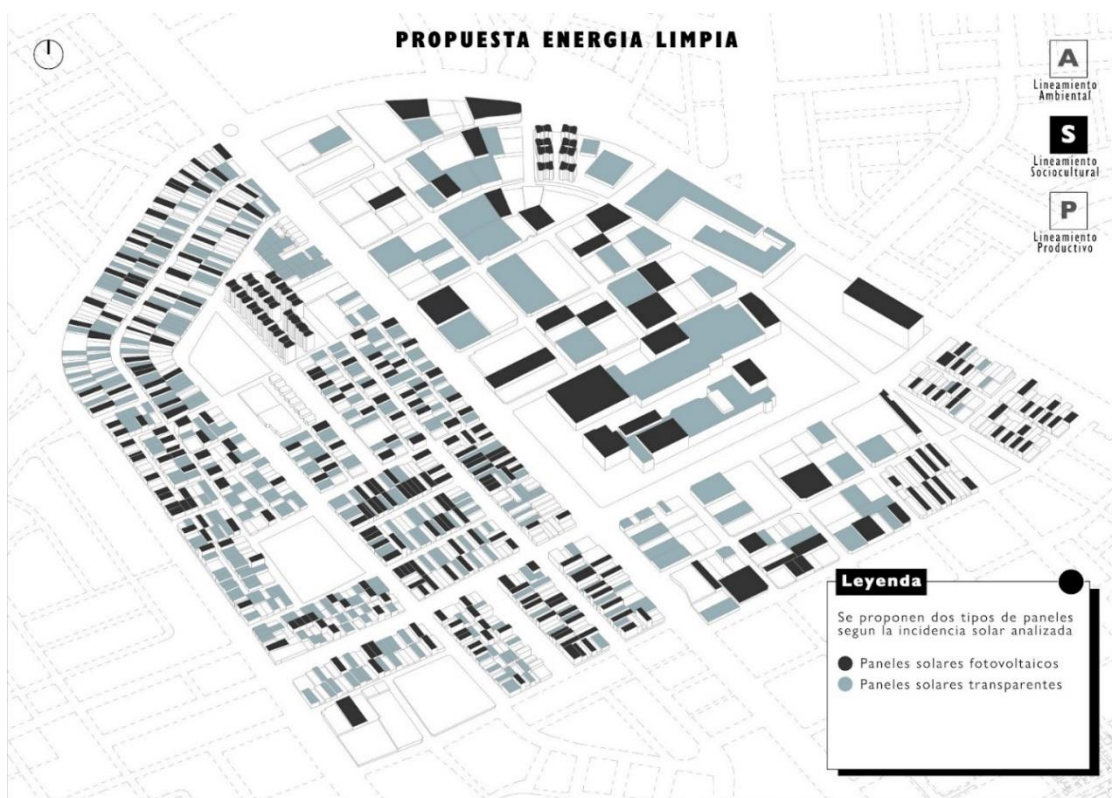 PROPUESTA ENERGIA LIMPIA
A
Lineamiento
Ambiental
S
Lineamiento
Sociocultural
P
Lineamiento
Productivo
Leyenda
Se proponen dos tipos de paneles
segun la incidencia solar analizada
Paneles solares fotovoltaicos
Paneles solares transparentes